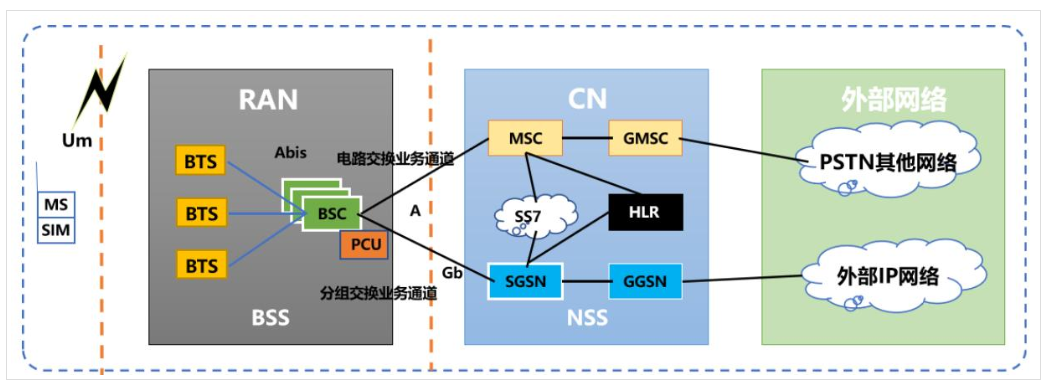 Um
MS
SIM
RAN
BTS
BTS
BTS
Abis
BSC
PCU
BSS
电路交换业务通道
A
Gb
分组交换业务通道
CN
MSC
GMSC
SS7
HLR
SGSN
GGSN
NSS
外部网络
PSTN其他网络
外部IP网络